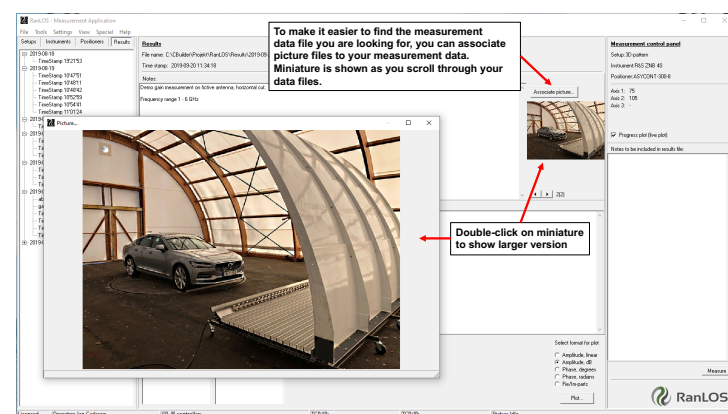 RanLOS - Measurement Application
File Tools Settings View Special Help
Setups Instruments Positioners Results
2019-08-18
TimeStamp 19'27'53
2019-08-19
TimeStamp 10'47'51
TimeStamp 10'48'11
TimeStamp 10'48'42
TimeStamp 10'52'59
TimeStamp 10'54'41
TimeStamp 11'01'24
Results
File name: C:\CBuilder\Projekt\RanLOS\Results\2019-09-
Time stamp: 2019-09-20 11:34:18
Notes:
Demo gain measurement on fictive antenna, horizontal cut.
Frequency range 1 - 6 GHz
To make it easier to find the measurement
data file you are looking for, you can associate
picture files to your measurement data.
Miniature is shown as you scroll through your
data files.
Associate picture...
2(2)
Picture...
Double-click on miniature
to show larger version
Select format for plot
Amplitude, linear
Amplitude, dB
Phase, degrees
Phase, radians
Re/Im-parts
Plot...
Measurement control panel
Setup: 3D-pattern
Instrument: R&S ZNB 40
Positioner: ASYCONT-300-8
Axis 1: 75
Axis 2: 105
Axis 3: -
Progress plot (live plot)
Notes to be included in results file:
Measure
RanLOS